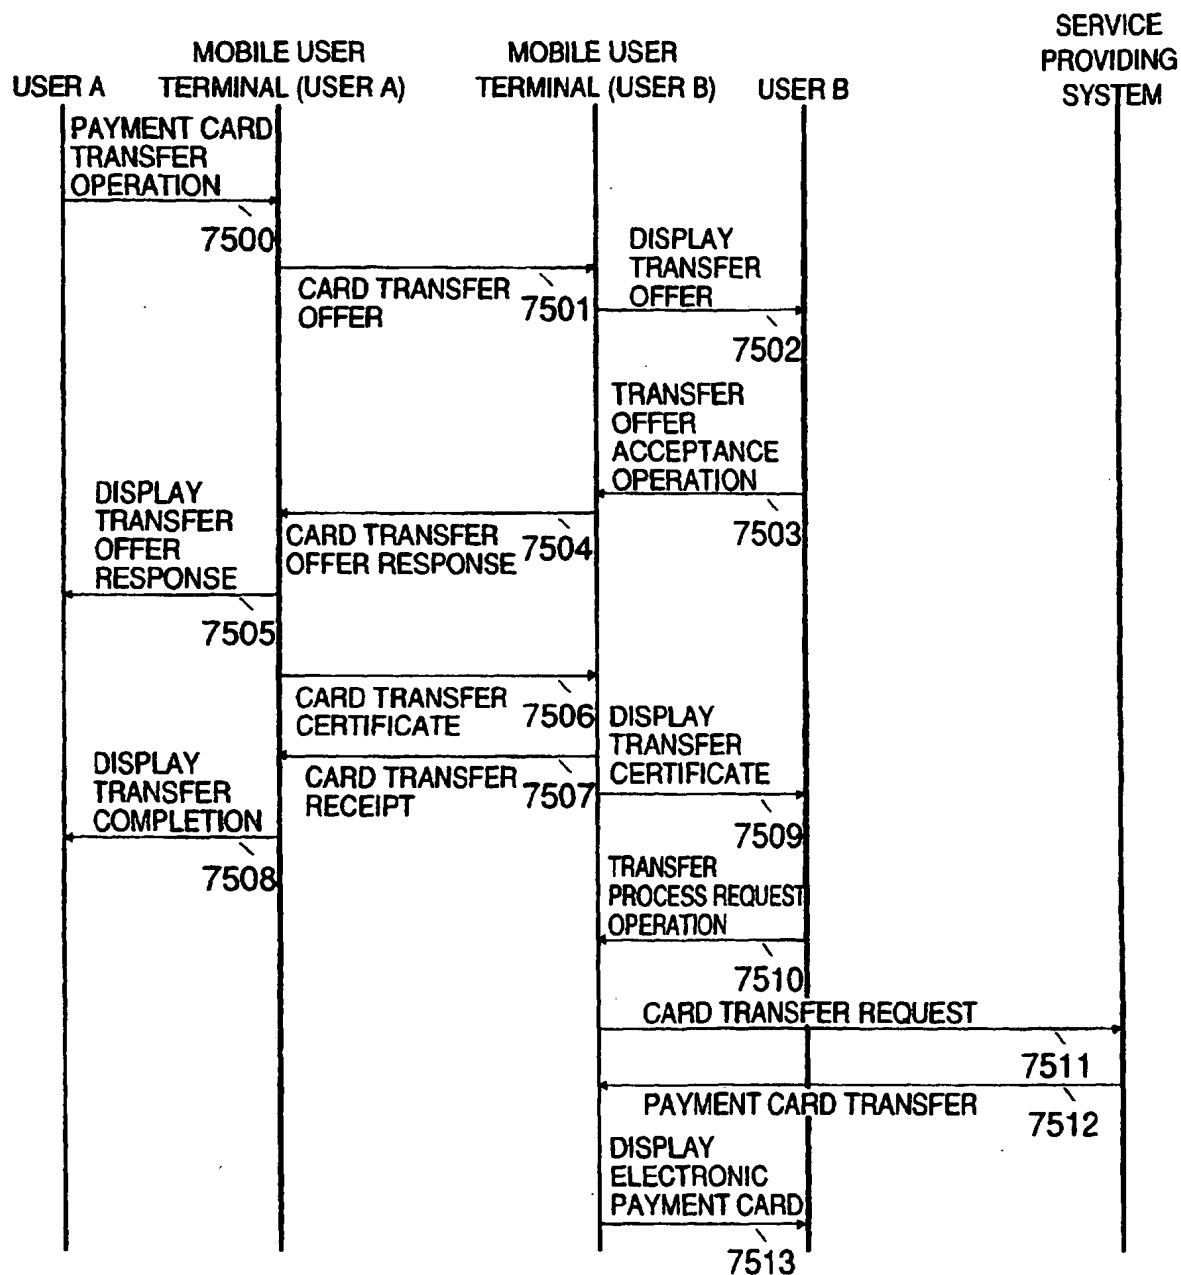 SERVICE
PROVIDING
SYSTEM
MOBILE USER
TERMINAL (USER A)
MOBILE USER
TERMINAL (USER B)
USER A
USER B
PAYMENT CARD
TRANSFER
OPERATION
7500
CARD TRANSFER
OFFER
7501
DISPLAY
TRANSFER
OFFER
7502
TRANSFER
OFFER
ACCEPTANCE
OPERATION
7503
CARD TRANSFER
OFFER RESPONSE
7504
DISPLAY
TRANSFER
OFFER
RESPONSE
7505
CARD TRANSFER
CERTIFICATE
7506
CARD TRANSFER
RECEIPT
7507
DISPLAY
TRANSFER
COMPLETION
7508
DISPLAY
TRANSFER
CERTIFICATE
7509
TRANSFER
PROCESS REQUEST
OPERATION
7510
CARD TRANSFER REQUEST
7511
PAYMENT CARD TRANSFER
7512
DISPLAY
ELECTRONIC
PAYMENT CARD
7513